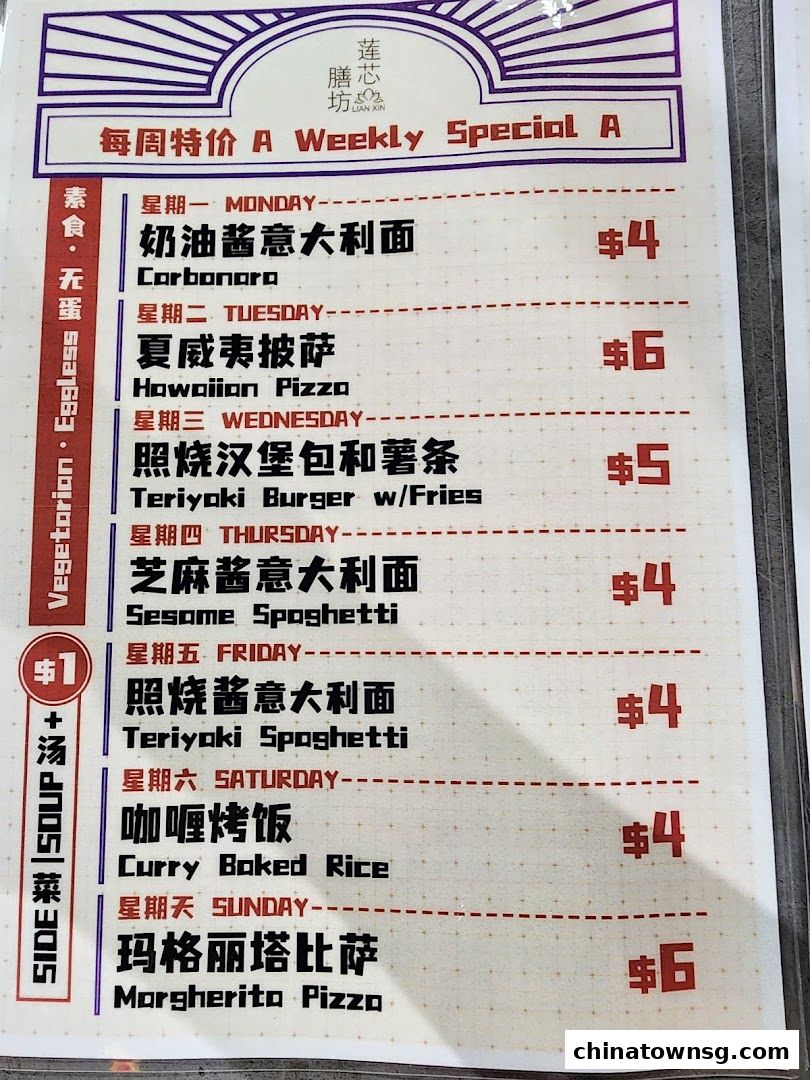 莲芯
膳坊
LIAN XIN
每周特价 A Weekly Special A
素食·无蛋 Vegetarian · Eggless
星期一 MONDAY
奶油酱意大利面
$4
Carbonara
星期二 TUESDAY
夏威夷披萨
$6
Hawaiian Pizza
星期三 WEDNESDAY
照烧汉堡包和薯条
$5
Teriyaki Burger w/Fries
星期四 THURSDAY
芝麻酱意大利面
$4
Sesame Spaghetti
星期五 FRIDAY
照烧酱意大利面
$4
Teriyaki Spaghetti
星期六 SATURDAY
咖喱烤饭
$4
Curry Baked Rice
星期天 SUNDAY
玛格丽塔比萨
$6
Margherita Pizza
$1
SIDE 菜|SOUP 汤 +
chinatownsg.com